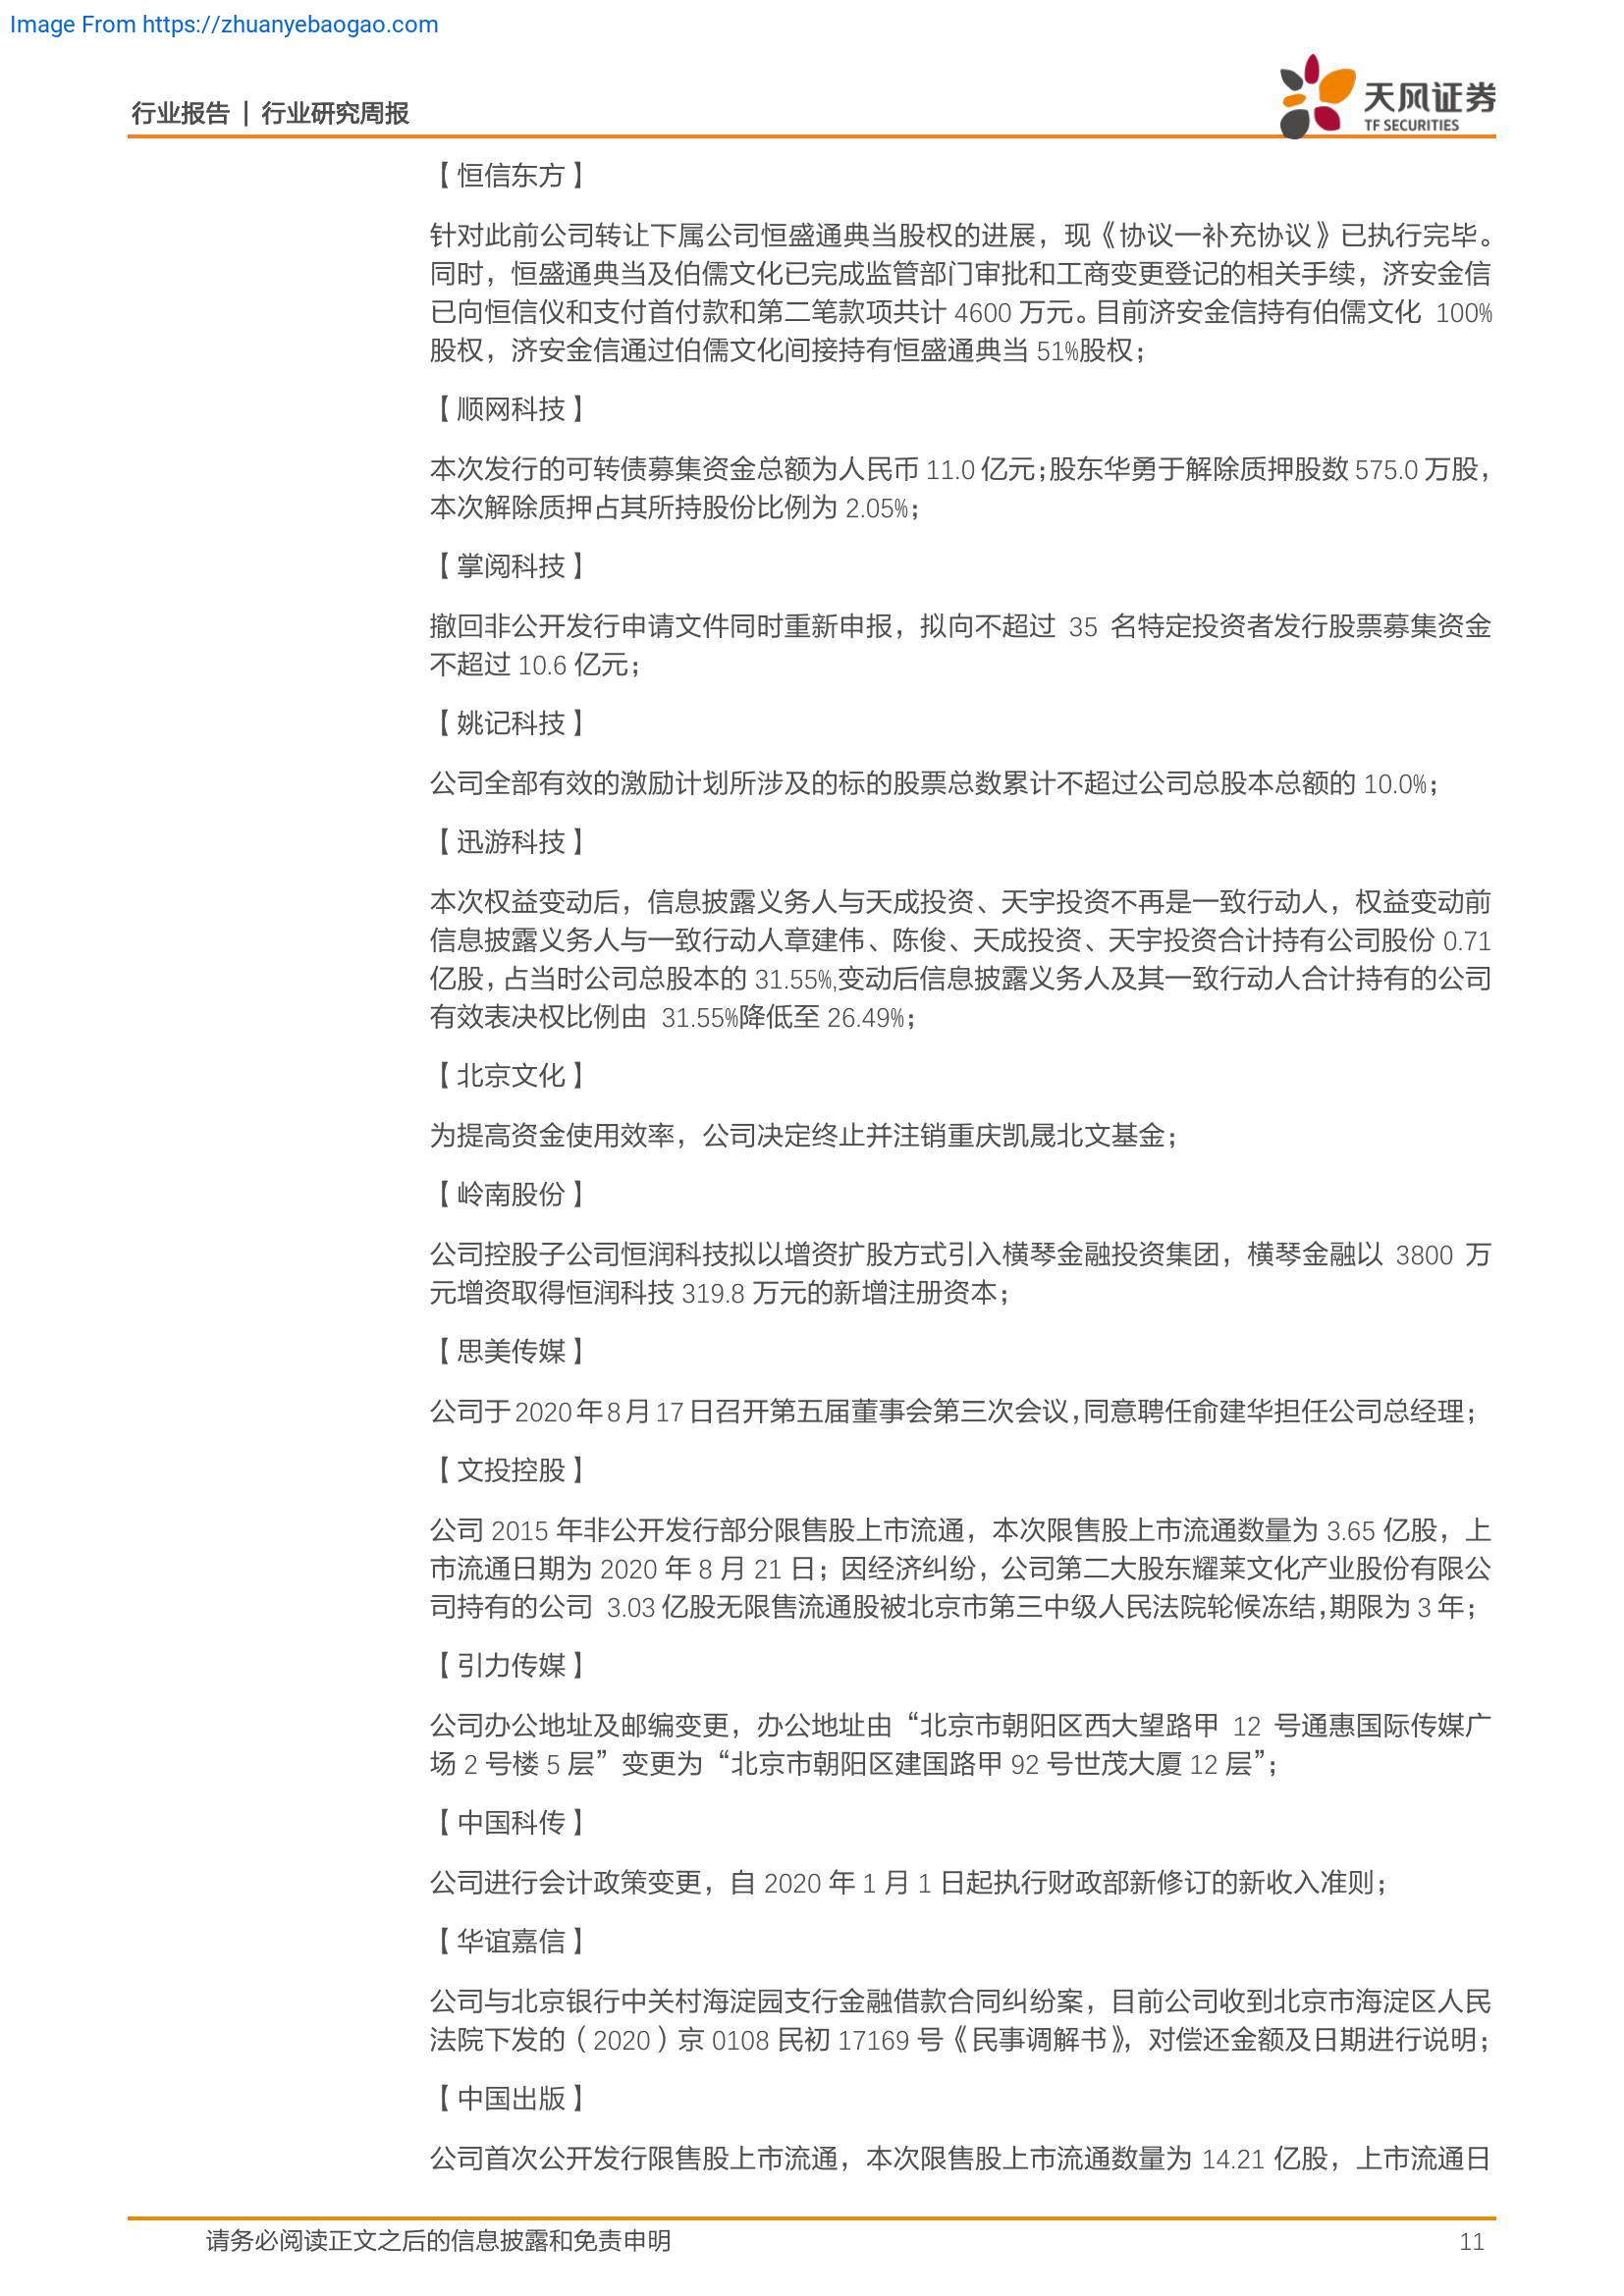 Image From https://zhuanyebaogao.com
行业报告 | 行业研究周报
天风证券
TF SECURITIES
【恒信东方】
针对此前公司转让下属公司恒盛通典当股权的进展，现《协议一补充协议》已执行完毕。
同时，恒盛通典当及伯儒文化已完成监管部门审批和工商变更登记的相关手续，济安金信
已向恒信仪和支付首付款和第二笔款项共计 4600 万元。目前济安金信持有伯儒文化 100%
股权，济安金信通过伯儒文化间接持有恒盛通典当 51%股权；
【顺网科技】
本次发行的可转债募集资金总额为人民币 11.0 亿元；股东华勇于解除质押股数 575.0 万股，
本次解除质押占其所持股份比例为 2.05%；
【掌阅科技】
撤回非公开发行申请文件同时重新申报，拟向不超过 35 名特定投资者发行股票募集资金
不超过 10.6 亿元；
【姚记科技】
公司全部有效的激励计划所涉及的标的股票总数累计不超过公司总股本总额的 10.0%；
【迅游科技】
本次权益变动后，信息披露义务人与天成投资、天宇投资不再是一致行动人，权益变动前
信息披露义务人与一致行动人章建伟、陈俊、天成投资、天宇投资合计持有公司股份 0.71
亿股，占当时公司总股本的 31.55%,变动后信息披露义务人及其一致行动人合计持有的公司
有效表决权比例由 31.55%降低至 26.49%；
【北京文化】
为提高资金使用效率，公司决定终止并注销重庆凯晟北文基金；
【岭南股份】
公司控股子公司恒润科技拟以增资扩股方式引入横琴金融投资集团，横琴金融以 3800 万
元增资取得恒润科技 319.8 万元的新增注册资本；
【思美传媒】
公司于 2020 年 8 月 17 日召开第五届董事会第三次会议，同意聘任俞建华担任公司总经理；
【文投控股】
公司 2015 年非公开发行部分限售股上市流通，本次限售股上市流通数量为 3.65 亿股，上
市流通日期为 2020 年 8 月 21 日；因经济纠纷，公司第二大股东耀莱文化产业股份有限公
司持有的公司 3.03 亿股无限售流通股被北京市第三中级人民法院轮候冻结，期限为 3 年；
【引力传媒】
公司办公地址及邮编变更，办公地址由“北京市朝阳区西大望路甲 12 号通惠国际传媒广
场 2 号楼 5 层”变更为“北京市朝阳区建国路甲 92 号世茂大厦 12 层”；
【中国科传】
公司进行会计政策变更，自 2020 年 1 月 1 日起执行财政部新修订的新收入准则；
【华谊嘉信】
公司与北京银行中关村海淀园支行金融借款合同纠纷案，目前公司收到北京市海淀区人民
法院下发的（2020）京 0108 民初 17169 号《民事调解书》，对偿还金额及日期进行说明；
【中国出版】
公司首次公开发行限售股上市流通，本次限售股上市流通数量为 14.21 亿股，上市流通日
请务必阅读正文之后的信息披露和免责申明
11